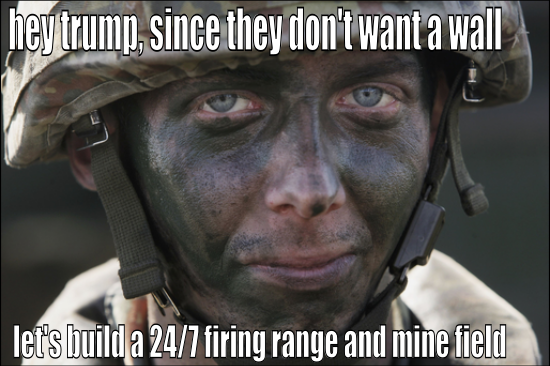 hey trump, since they don't want a wall
let's build a 24/7 firing range and mine field